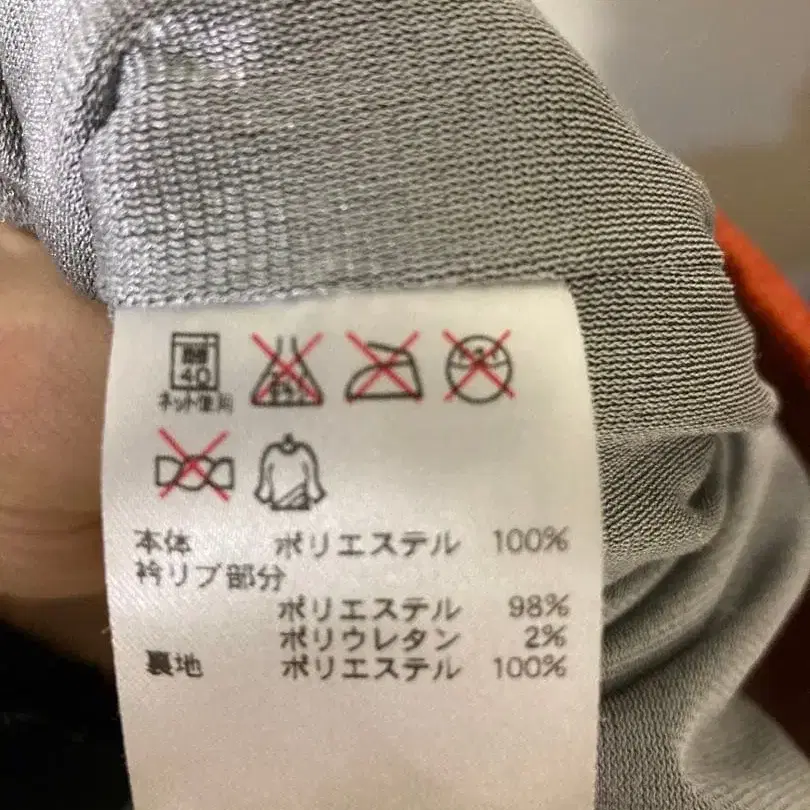 40
ネット使用
本体 ポリエステル 100%
衿リブ部分
ポリエステル 98%
ポリウレタン 2%
裏地 ポリエステル 100%